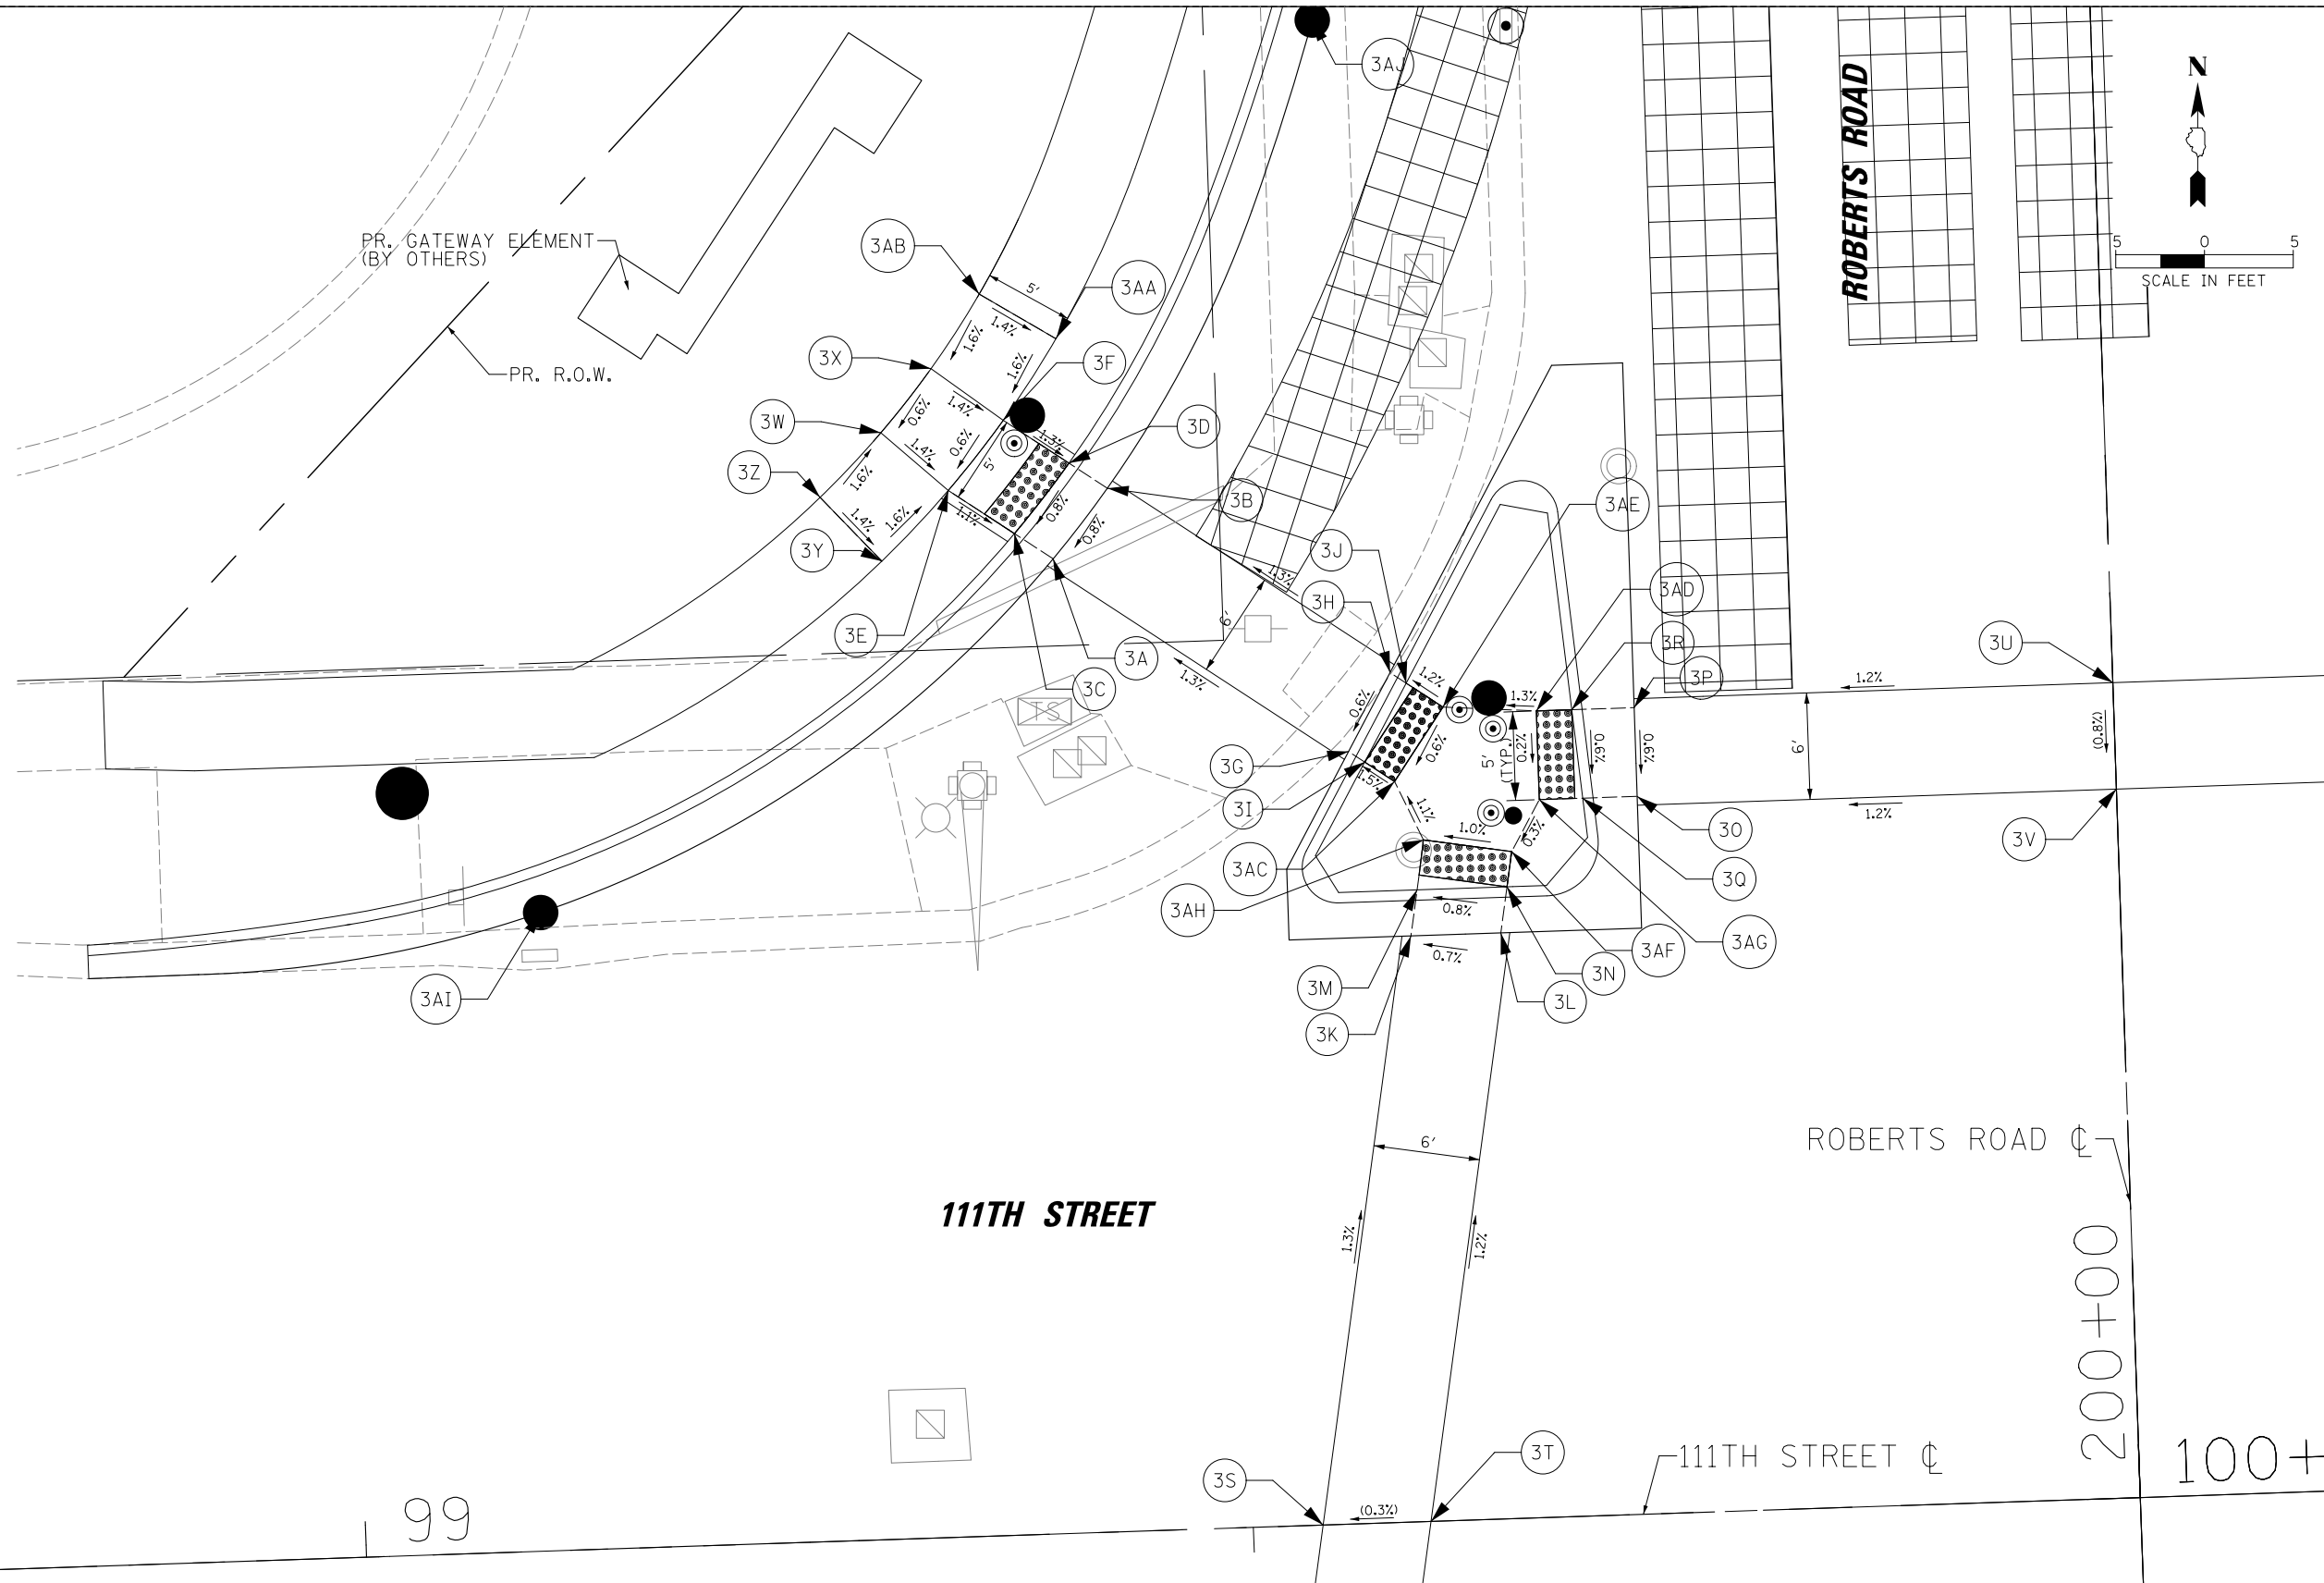 3AJ
ROBERTS ROAD
N
5 0 5
SCALE IN FEET
PR. GATEWAY ELEMENT
(BY OTHERS)
PR. R.O.W.
3AB
3AA
5'
1.4%
1.6%
1.6%
3X
3F
1.4%
0.6%
3W
3D
1.3%
0.6%
5'
1.4%
3Z
1.6%
3B
0.8%
0.8%
1.4%
1.6%
1.1%
3Y
3AE
3J
1.3%
3H
3AD
6'
3E
3R
3U
3A
3P
1.3%
3C
1.2%
1.2%
0.6%
1.3%
TS
(0.8%)
0.6%
5'
(TYP.)
0.2%
0.6%
0.6%
6'
3G
1.5%
3I
1.1%
1.2%
1.0%
0.3%
3O
3V
3AC
3Q
3AH
0.8%
3AG
3AF
0.7%
3N
3M
3L
3AI
3K
ROBERTS ROAD ℄
6'
111TH STREET
1.3%
1.2%
200+00
3T
111TH STREET ℄
100+
3S
(0.3%)
99